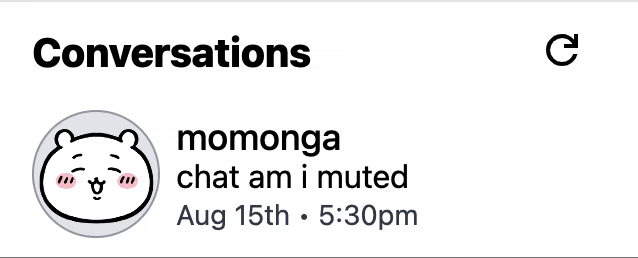 Conversations
momonga
chat am i muted
Aug 15th • 5:30pm